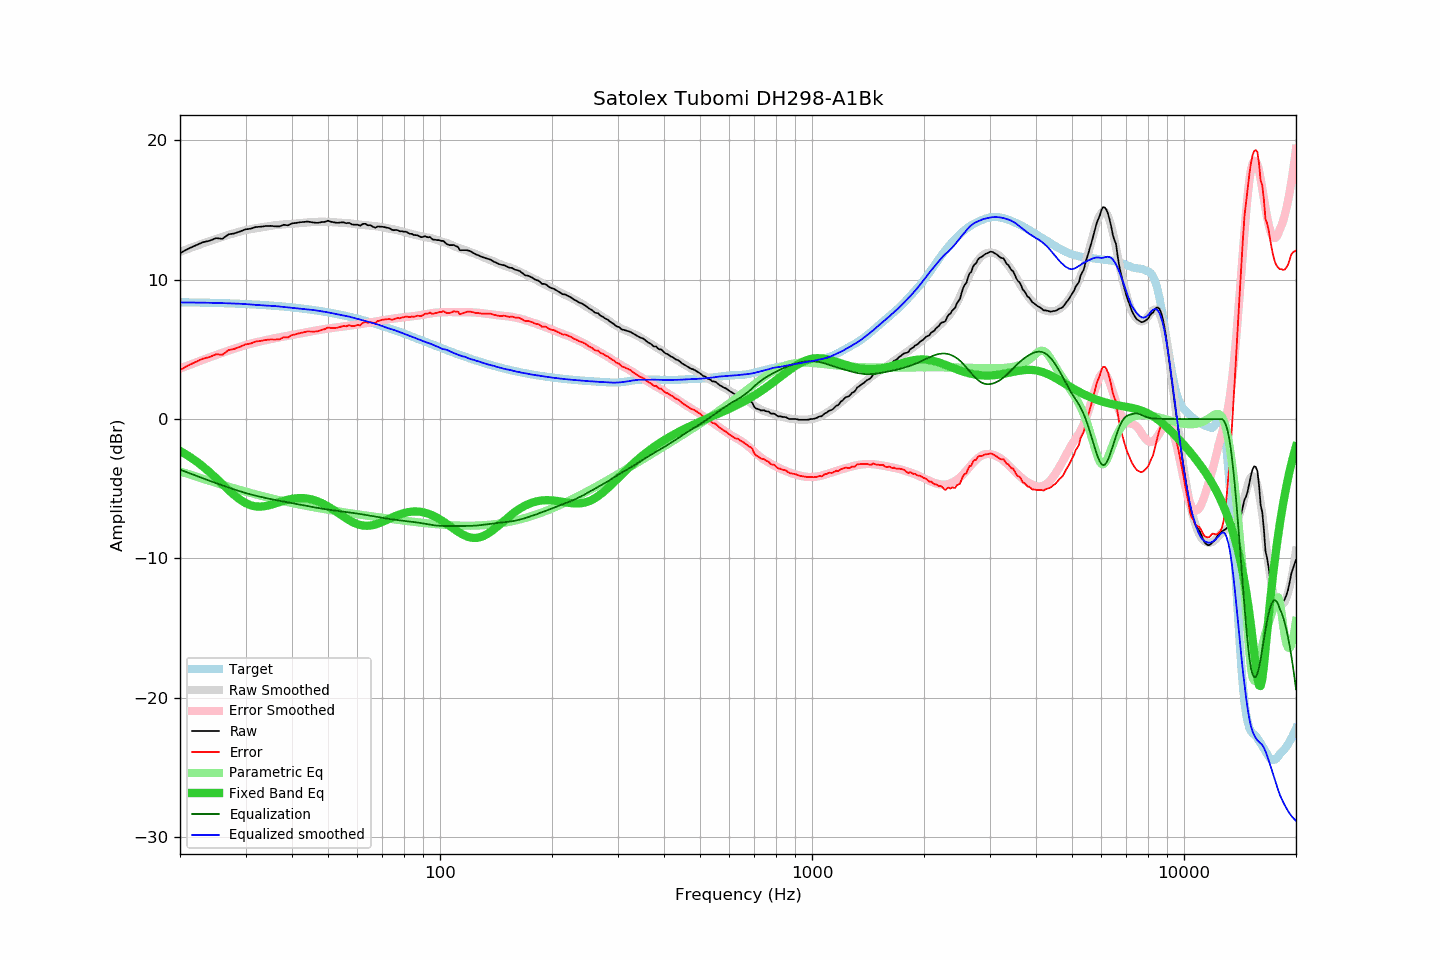 Satolex Tubomi DH298-A1Bk
20
10
0
−10
−20
−30
Amplitude (dBr)
Target
Raw Smoothed
Error Smoothed
Raw
Error
Parametric Eq
Fixed Band Eq
Equalization
Equalized smoothed
100
1000
10000
Frequency (Hz)